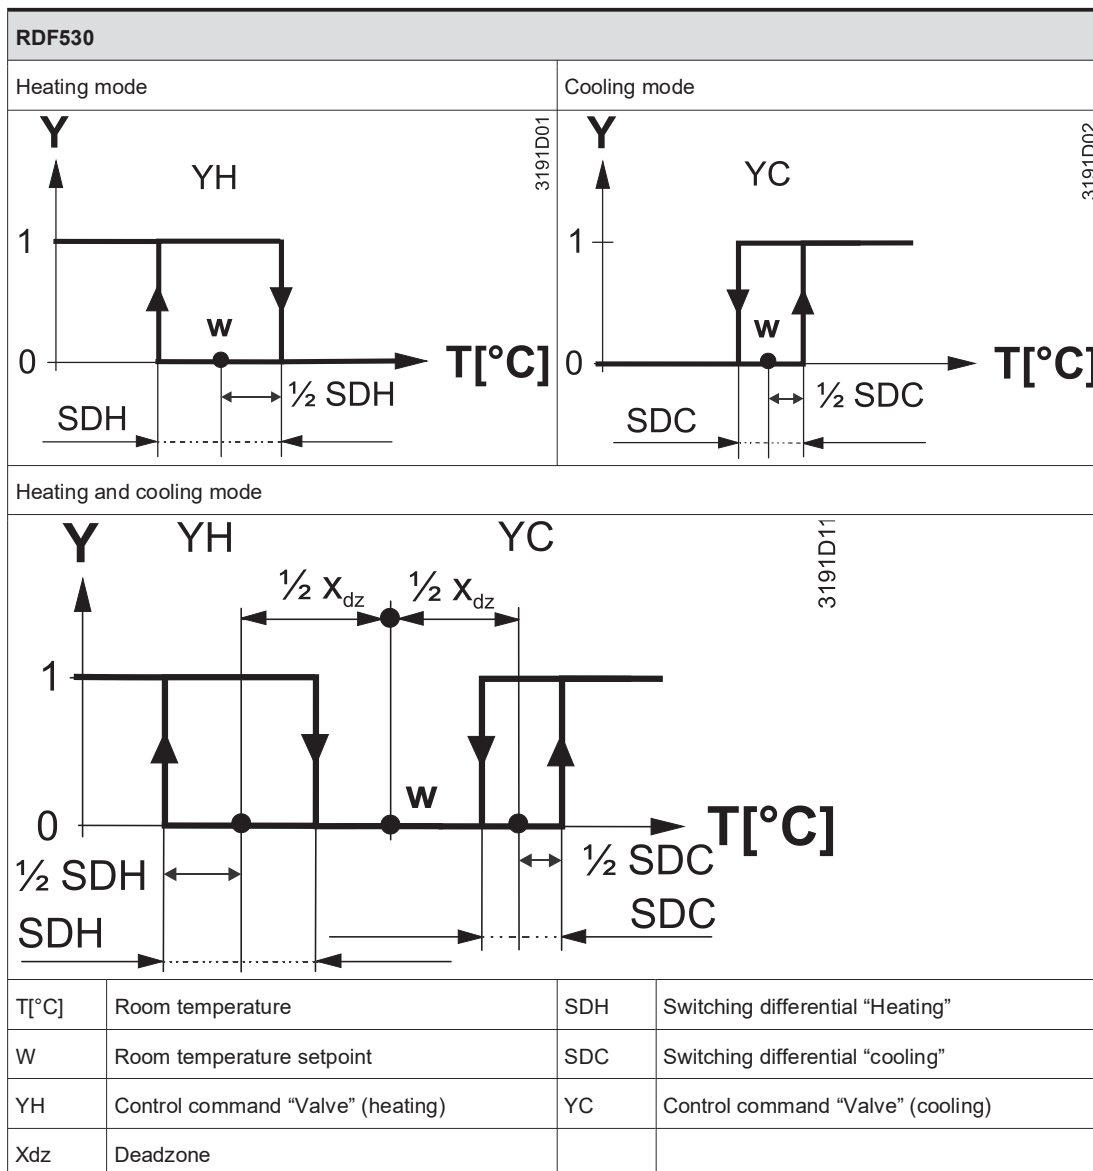 RDF530
Heating mode
Cooling mode
Y
YH
3191D01
1
w
0
T[°C]
½ SDH
SDH
Y
YC
3191D02
1
w
0
T[°C]
½ SDC
SDC
Heating and cooling mode
Y
YH
YC
3191D11
½ xdz
½ xdz
1
w
0
T[°C]
½ SDH
½ SDC
SDH
SDC
T[°C] Room temperature SDH Switching differential “Heating”
W Room temperature setpoint SDC Switching differential “cooling”
YH Control command “Valve” (heating) YC Control command “Valve” (cooling)
Xdz Deadzone